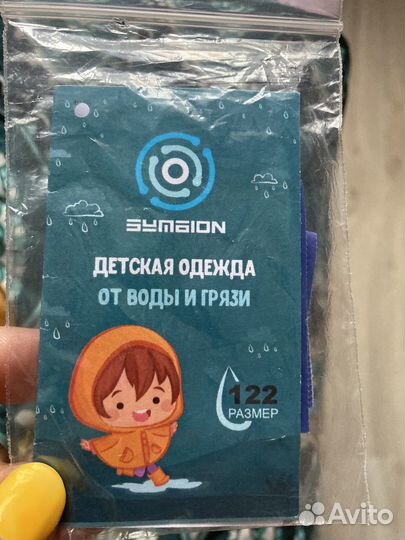 SYMBION
ДЕТСКАЯ ОДЕЖДА
ОТ ВОДЫ И ГРЯЗИ
122
РАЗМЕР
Avito